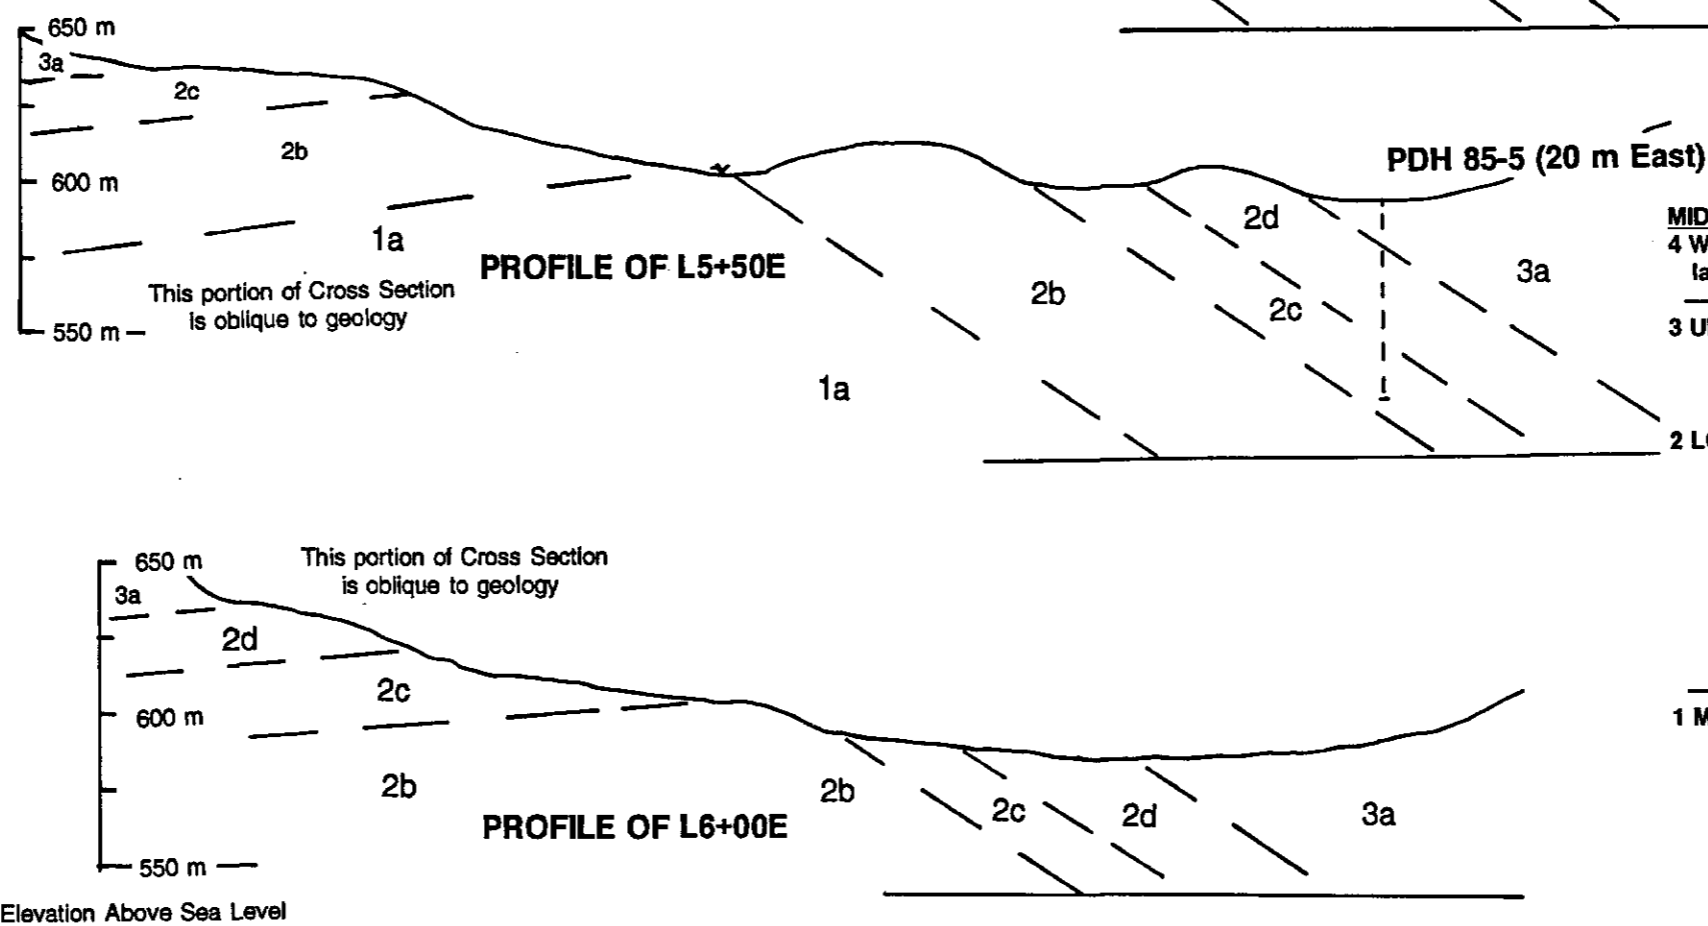 650 m
3a
2c
2b
600 m
1a
PROFILE OF L5+50E
This portion of Cross Section
is oblique to geology
550 m
PDH 85-5 (20 m East)
2d
3a
2b
2c
1a
MID
4 W
la
3 U
2 L
650 m
This portion of Cross Section
is oblique to geology
3a
2d
2c
600 m
2b
PROFILE OF L6+00E
2b
2c
2d
3a
1 M
550 m
Elevation Above Sea Level